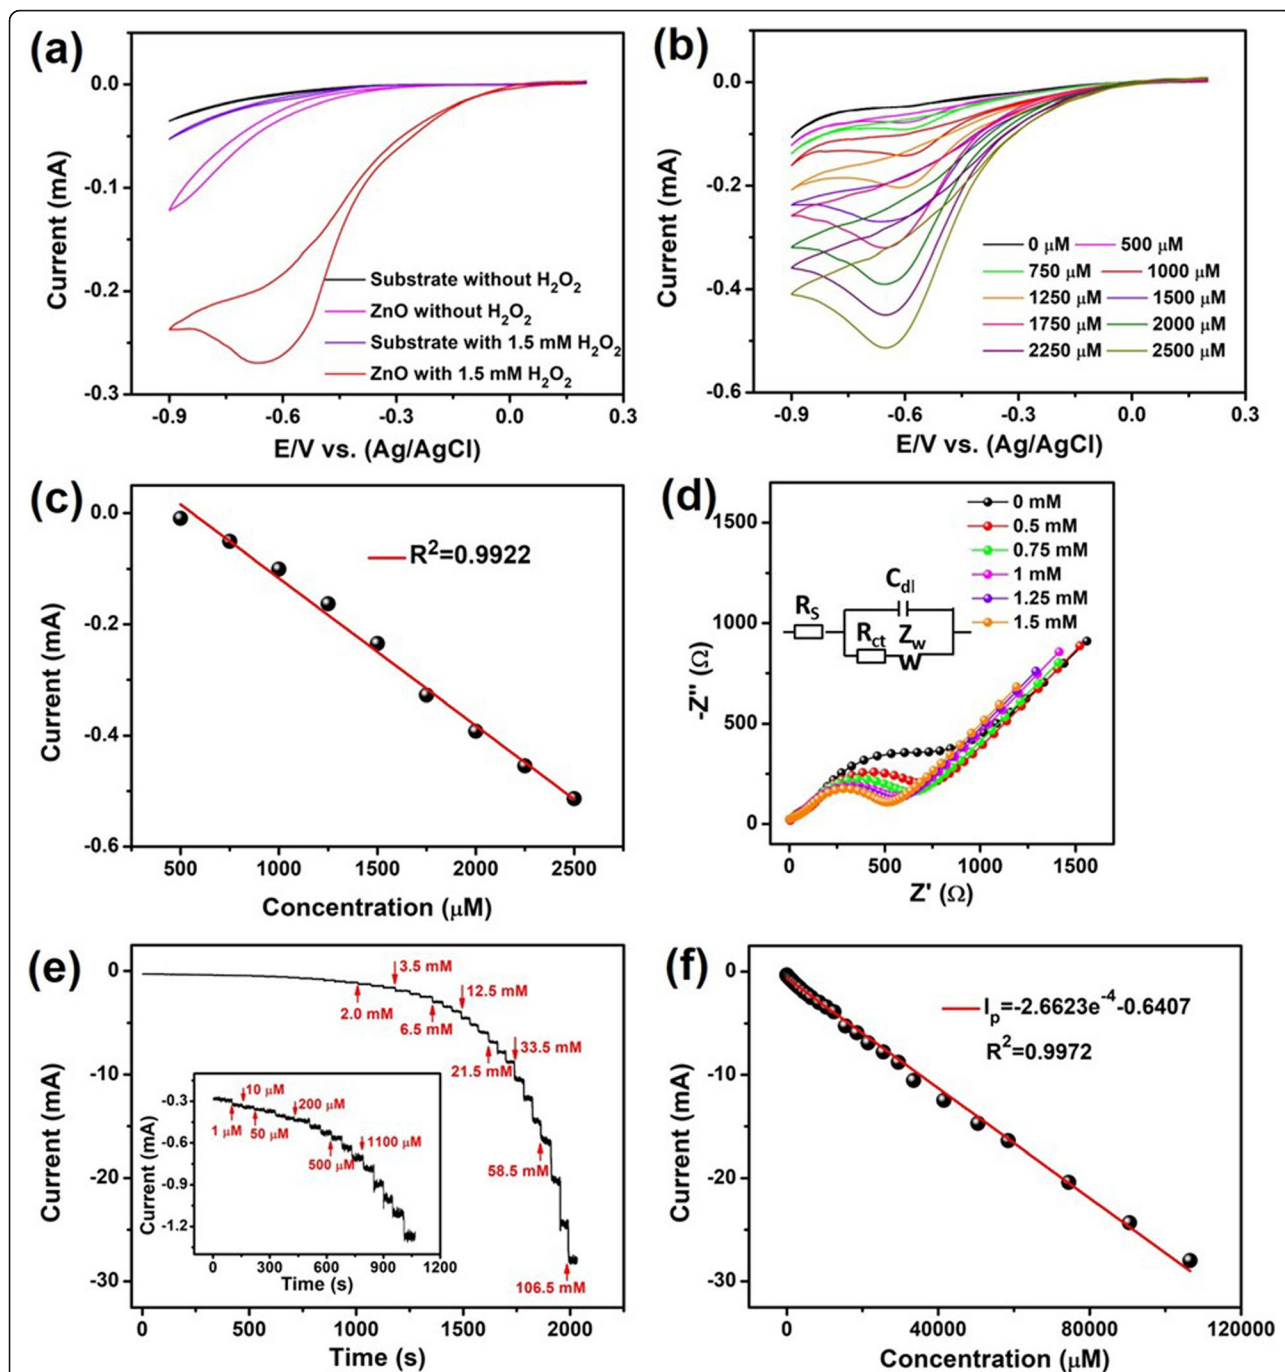 (a)
0.0
-0.1
-0.2
-0.3
Current (mA)
Substrate without H₂O₂
ZnO without H₂O₂
Substrate with 1.5 mM H₂O₂
ZnO with 1.5 mM H₂O₂
-0.9 -0.6 -0.3 0.0 0.3
E/V vs. (Ag/AgCl)
(b)
0.0
-0.2
-0.4
-0.6
Current (mA)
0 μM 500 μM
750 μM 1000 μM
1250 μM 1500 μM
1750 μM 2000 μM
2250 μM 2500 μM
-0.9 -0.6 -0.3 0.0 0.3
E/V vs. (Ag/AgCl)
(c)
0.0
-0.2
-0.4
-0.6
Current (mA)
R²=0.9922
500 1000 1500 2000 2500
Concentration (μM)
(d)
1500
1000
500
0
-Z'' (Ω)
0 mM
0.5 mM
0.75 mM
1 mM
1.25 mM
1.5 mM
C_dl
R_S
R_ct Z_w
W
0 500 1000 1500
Z' (Ω)
(e)
0
-10
-20
-30
Current (mA)
3.5 mM
2.0 mM
12.5 mM
6.5 mM
33.5 mM
21.5 mM
58.5 mM
106.5 mM
-0.3
-0.6
-0.9
-1.2
Current (mA)
10 μM
1 μM
50 μM
200 μM
500 μM
1100 μM
0 300 600 900 1200
Time (s)
0 500 1000 1500 2000
Time (s)
(f)
0
-10
-20
-30
Current (mA)
I_p=-2.6623e⁻⁴-0.6407
R²=0.9972
0 40000 80000 120000
Concentration (μM)